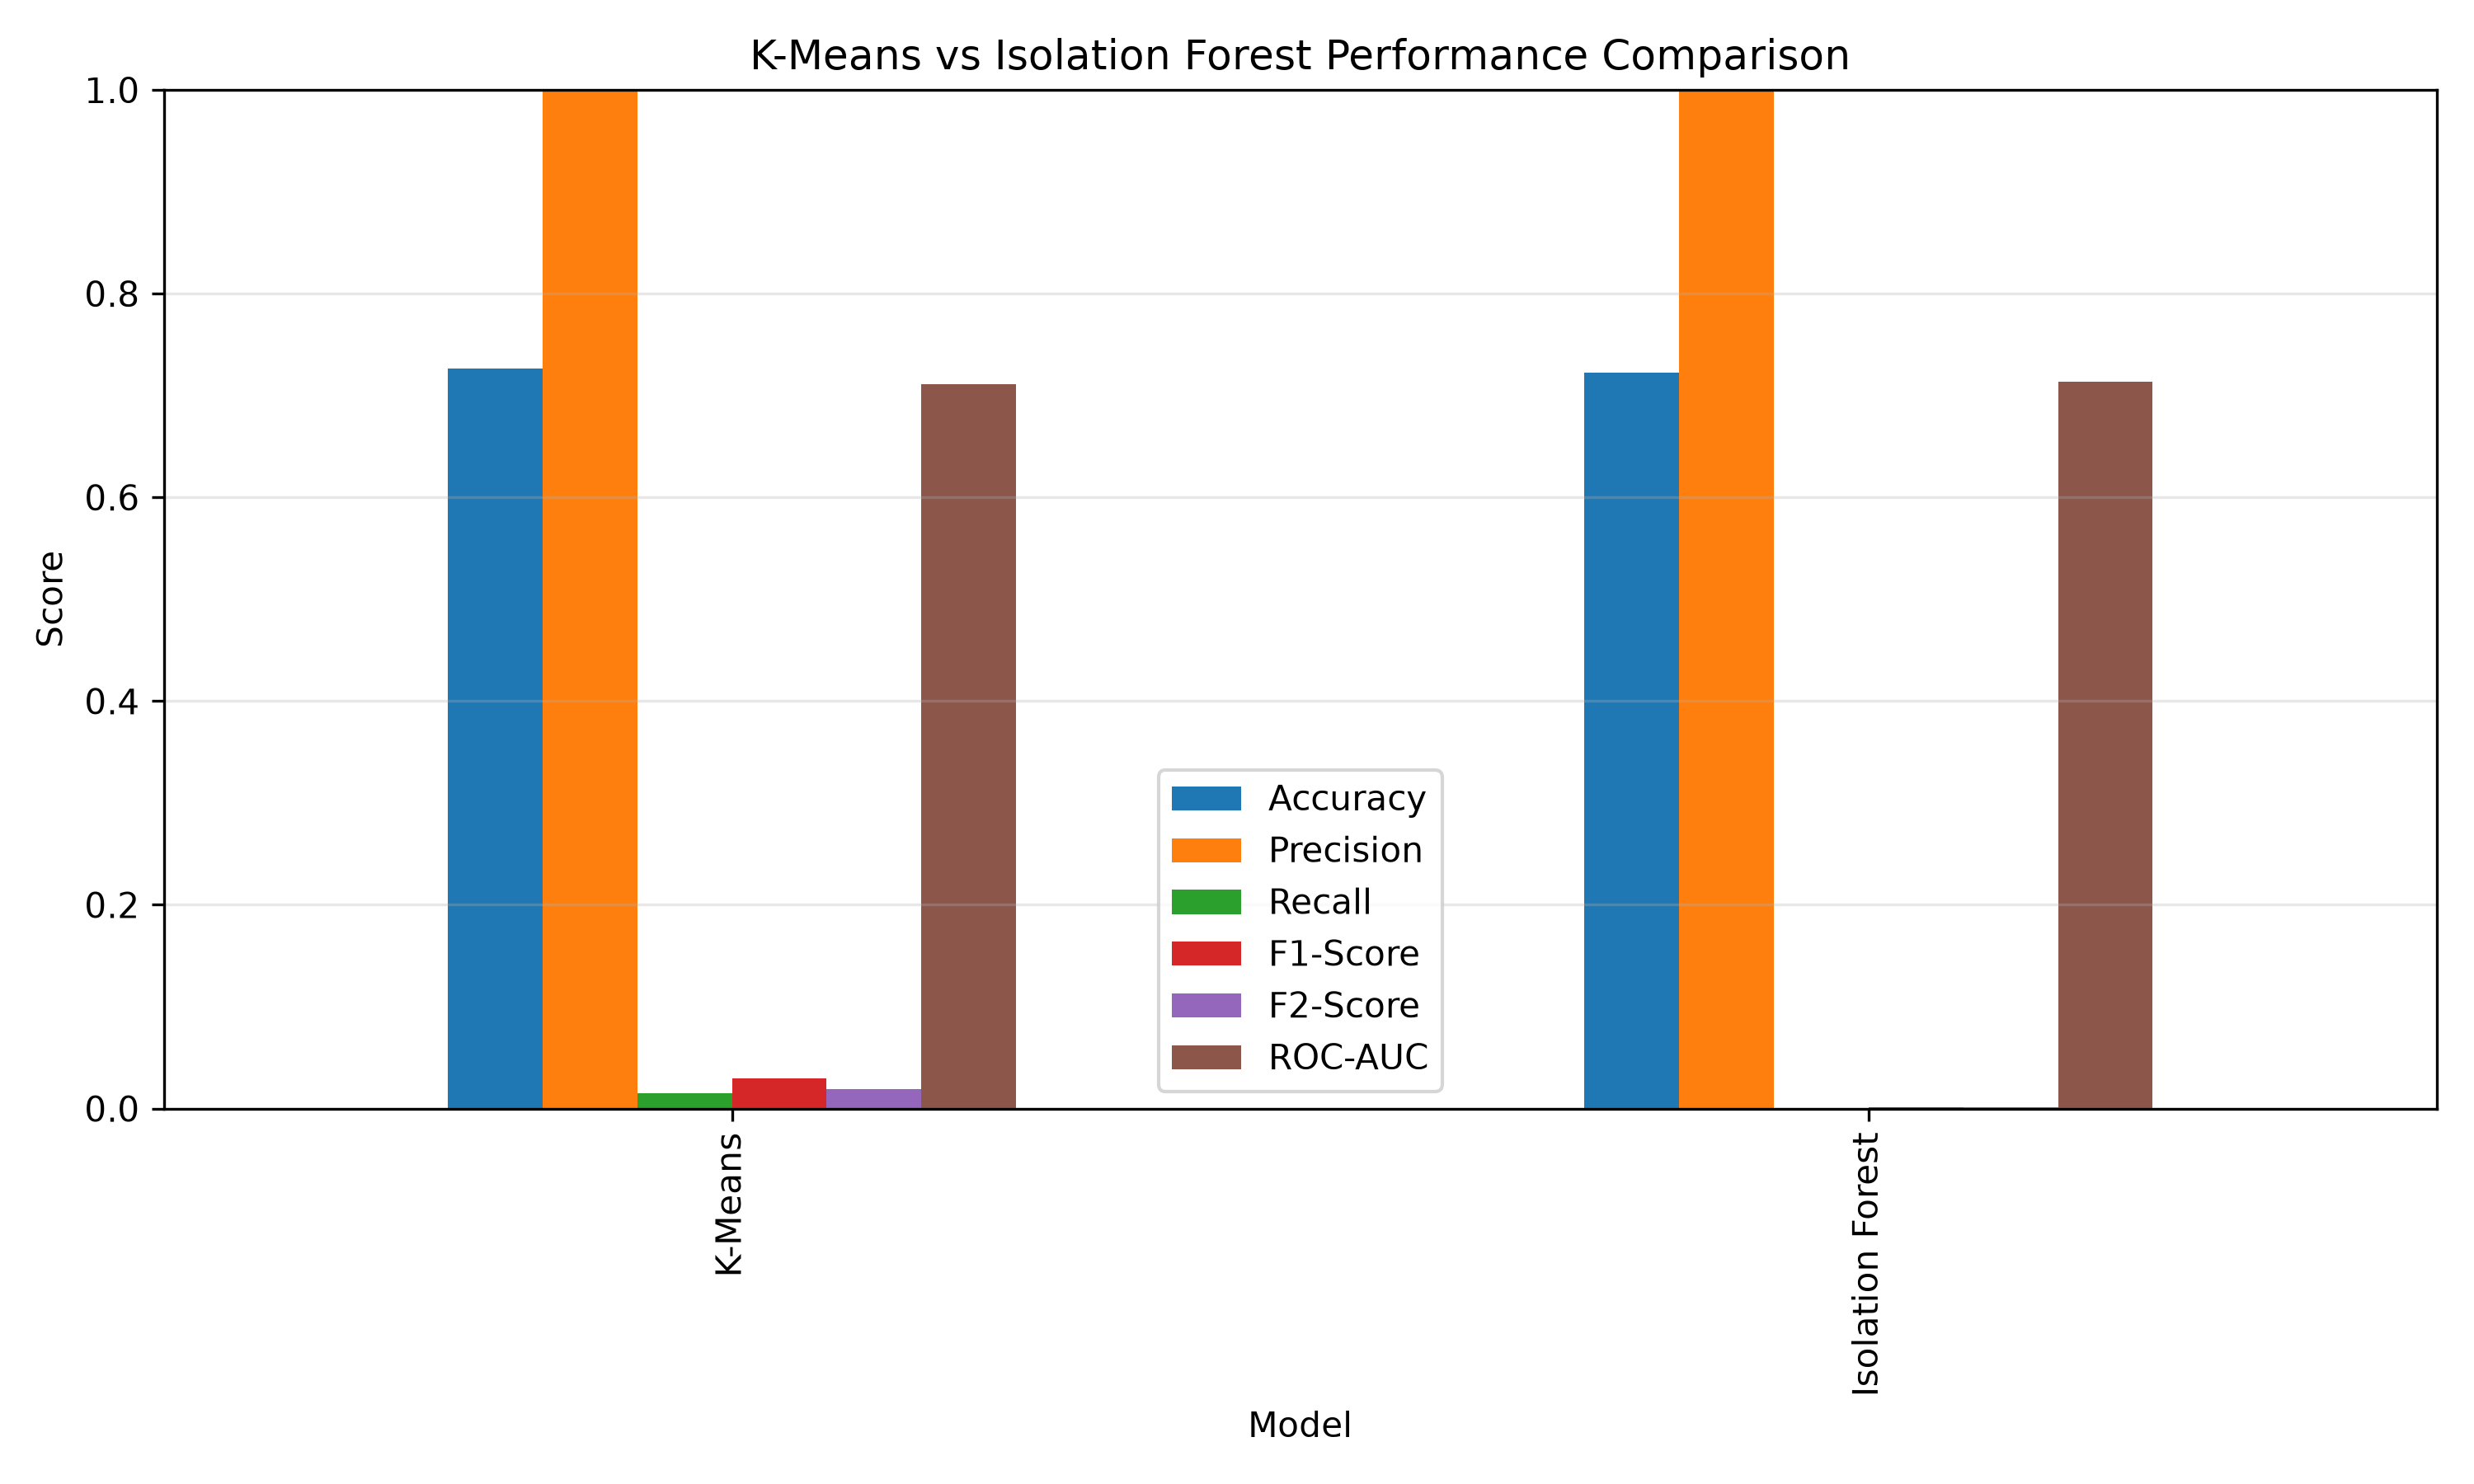 K-Means vs Isolation Forest Performance Comparison
1.0
0.8
0.6
0.4
0.2
0.0
Score
Accuracy
Precision
Recall
F1-Score
F2-Score
ROC-AUC
K-Means
Isolation Forest
Model